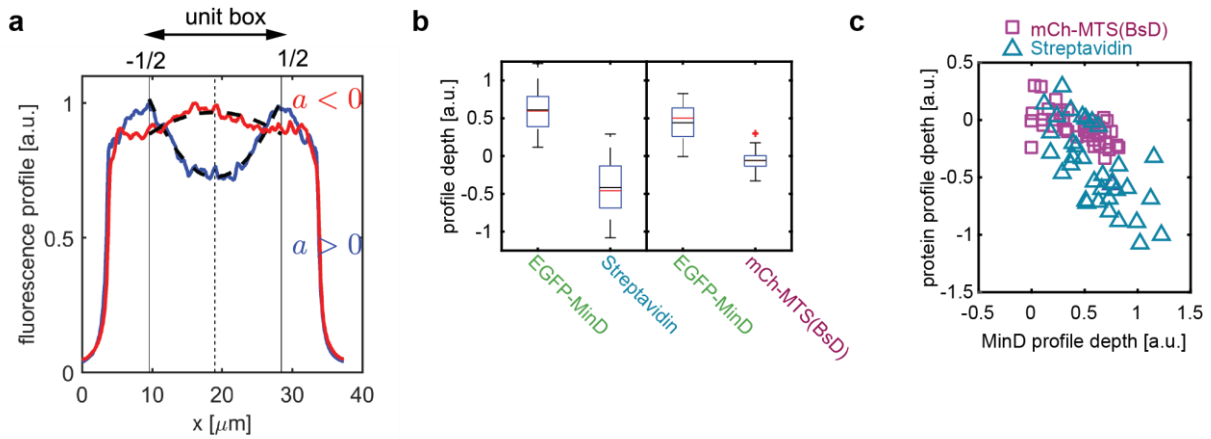 a
unit box
-1/2
1/2
a < 0
a > 0
fluorescence profile [a.u.]
1
0.5
0
0
10
20
30
40
x [μm]
b
profile depth [a.u.]
1
0.5
0
-0.5
-1
EGFP-MinD
Streptavidin
EGFP-MinD
mCh-MTS(BsD)
c
mCh-MTS(BsD)
Streptavidin
protein profile dpeth [a.u.]
0.5
0
-0.5
-1
-1.5
-0.5
0
0.5
1
1.5
MinD profile depth [a.u.]